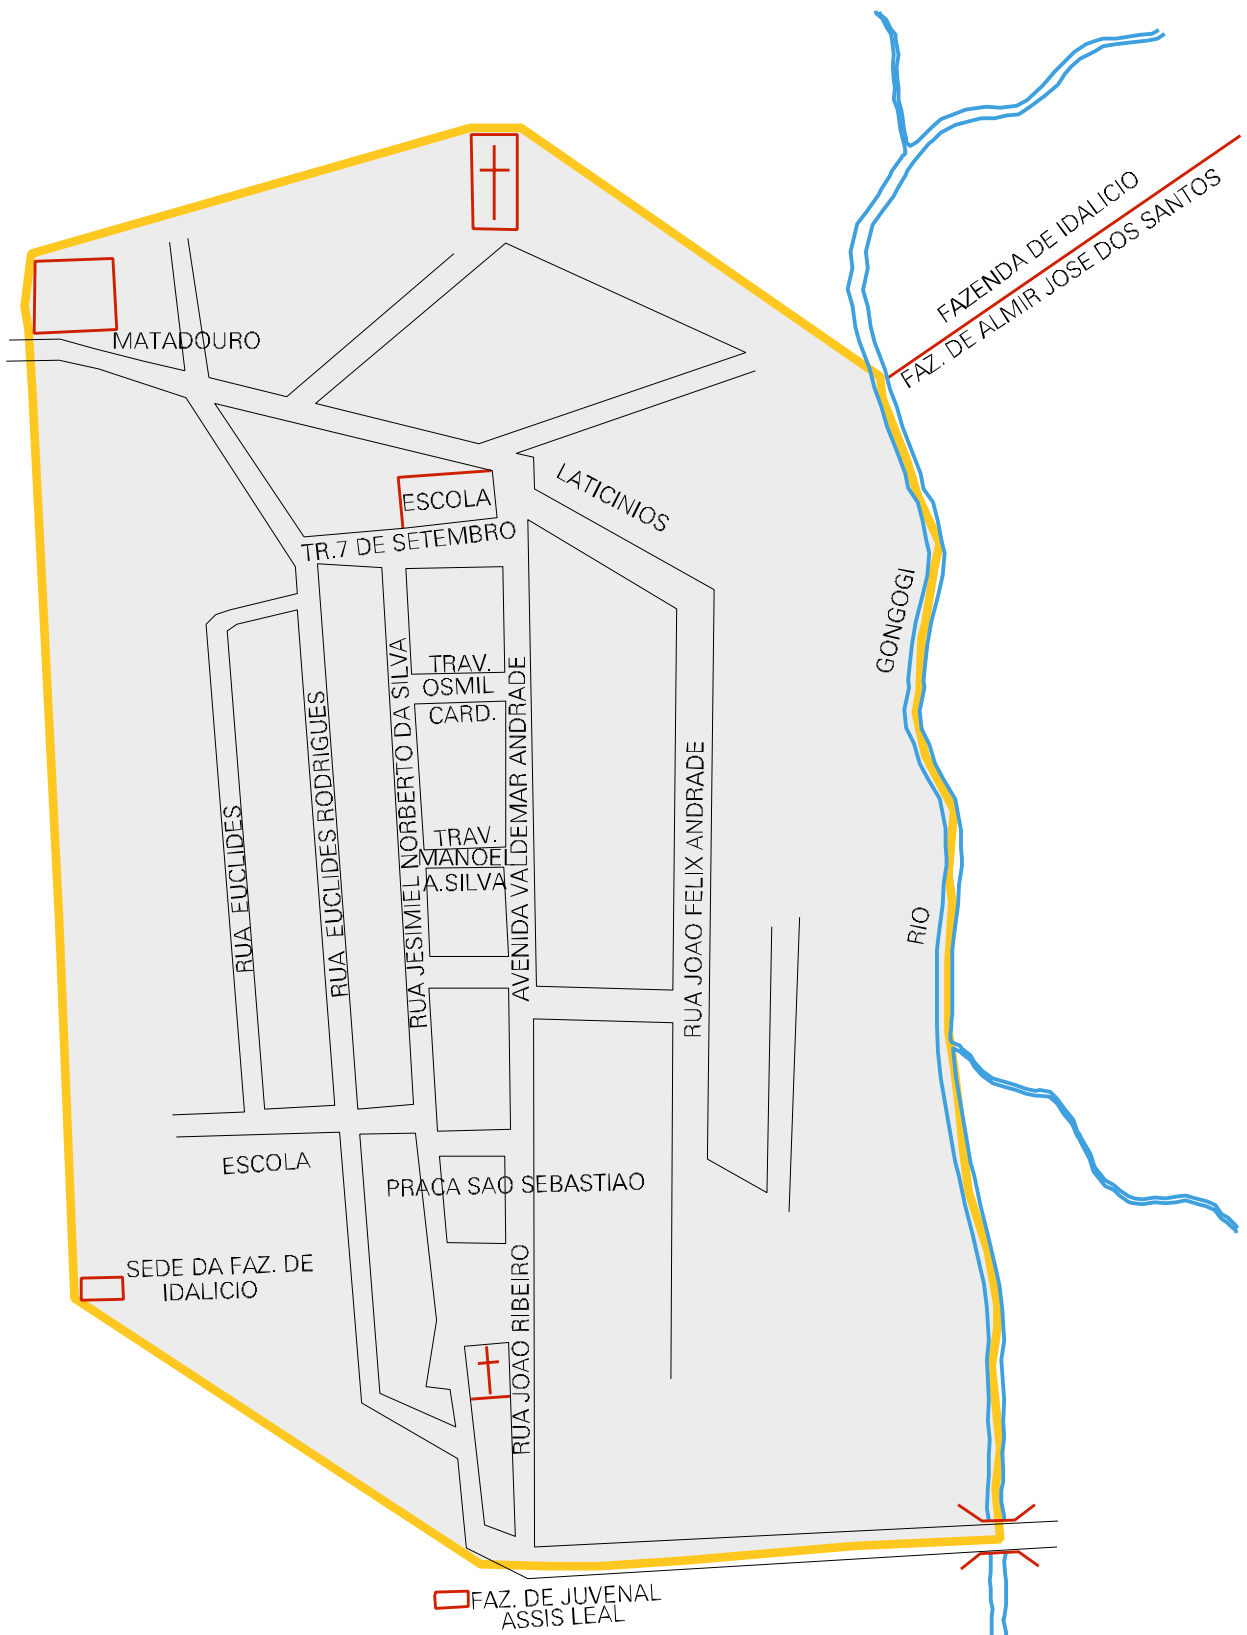 FAZENDA DE IDALICIO
FAZ. DE ALMIR JOSE DOS SANTOS
MATADOURO
LATICINIOS
ESCOLA
TR.7 DE SETEMBRO
GONGOGI
RIO
TRAV.
OSMIL
CARD.
TRAV.
MANOEL
A.SILVA
RUA EUCLIDES
RUA EUCLIDES RODRIGUES
RUA JESIMIEL NORBERTO DA SILVA
AVENIDA VALDEMAR ANDRADE
RUA JOAO FELIX ANDRADE
ESCOLA
PRACA SAO SEBASTIAO
SEDE DA FAZ. DE
IDALICIO
RUA JOAO RIBEIRO
FAZ. DE JUVENAL
ASSIS LEAL